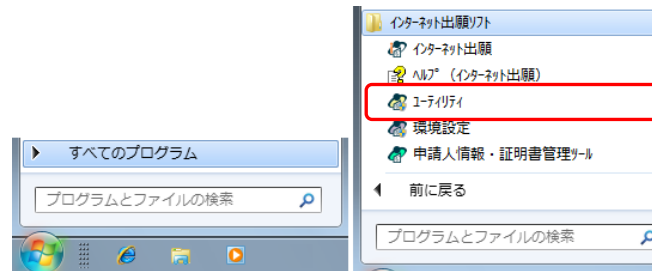 すべてのプログラム
プログラムとファイルの検索
インターネット出願ソフト
インターネット出願
ヘルプ (インターネット出願)
ユーティリティ
環境設定
申請人情報・証明書管理ツール
前に戻る
プログラムとファイルの検索